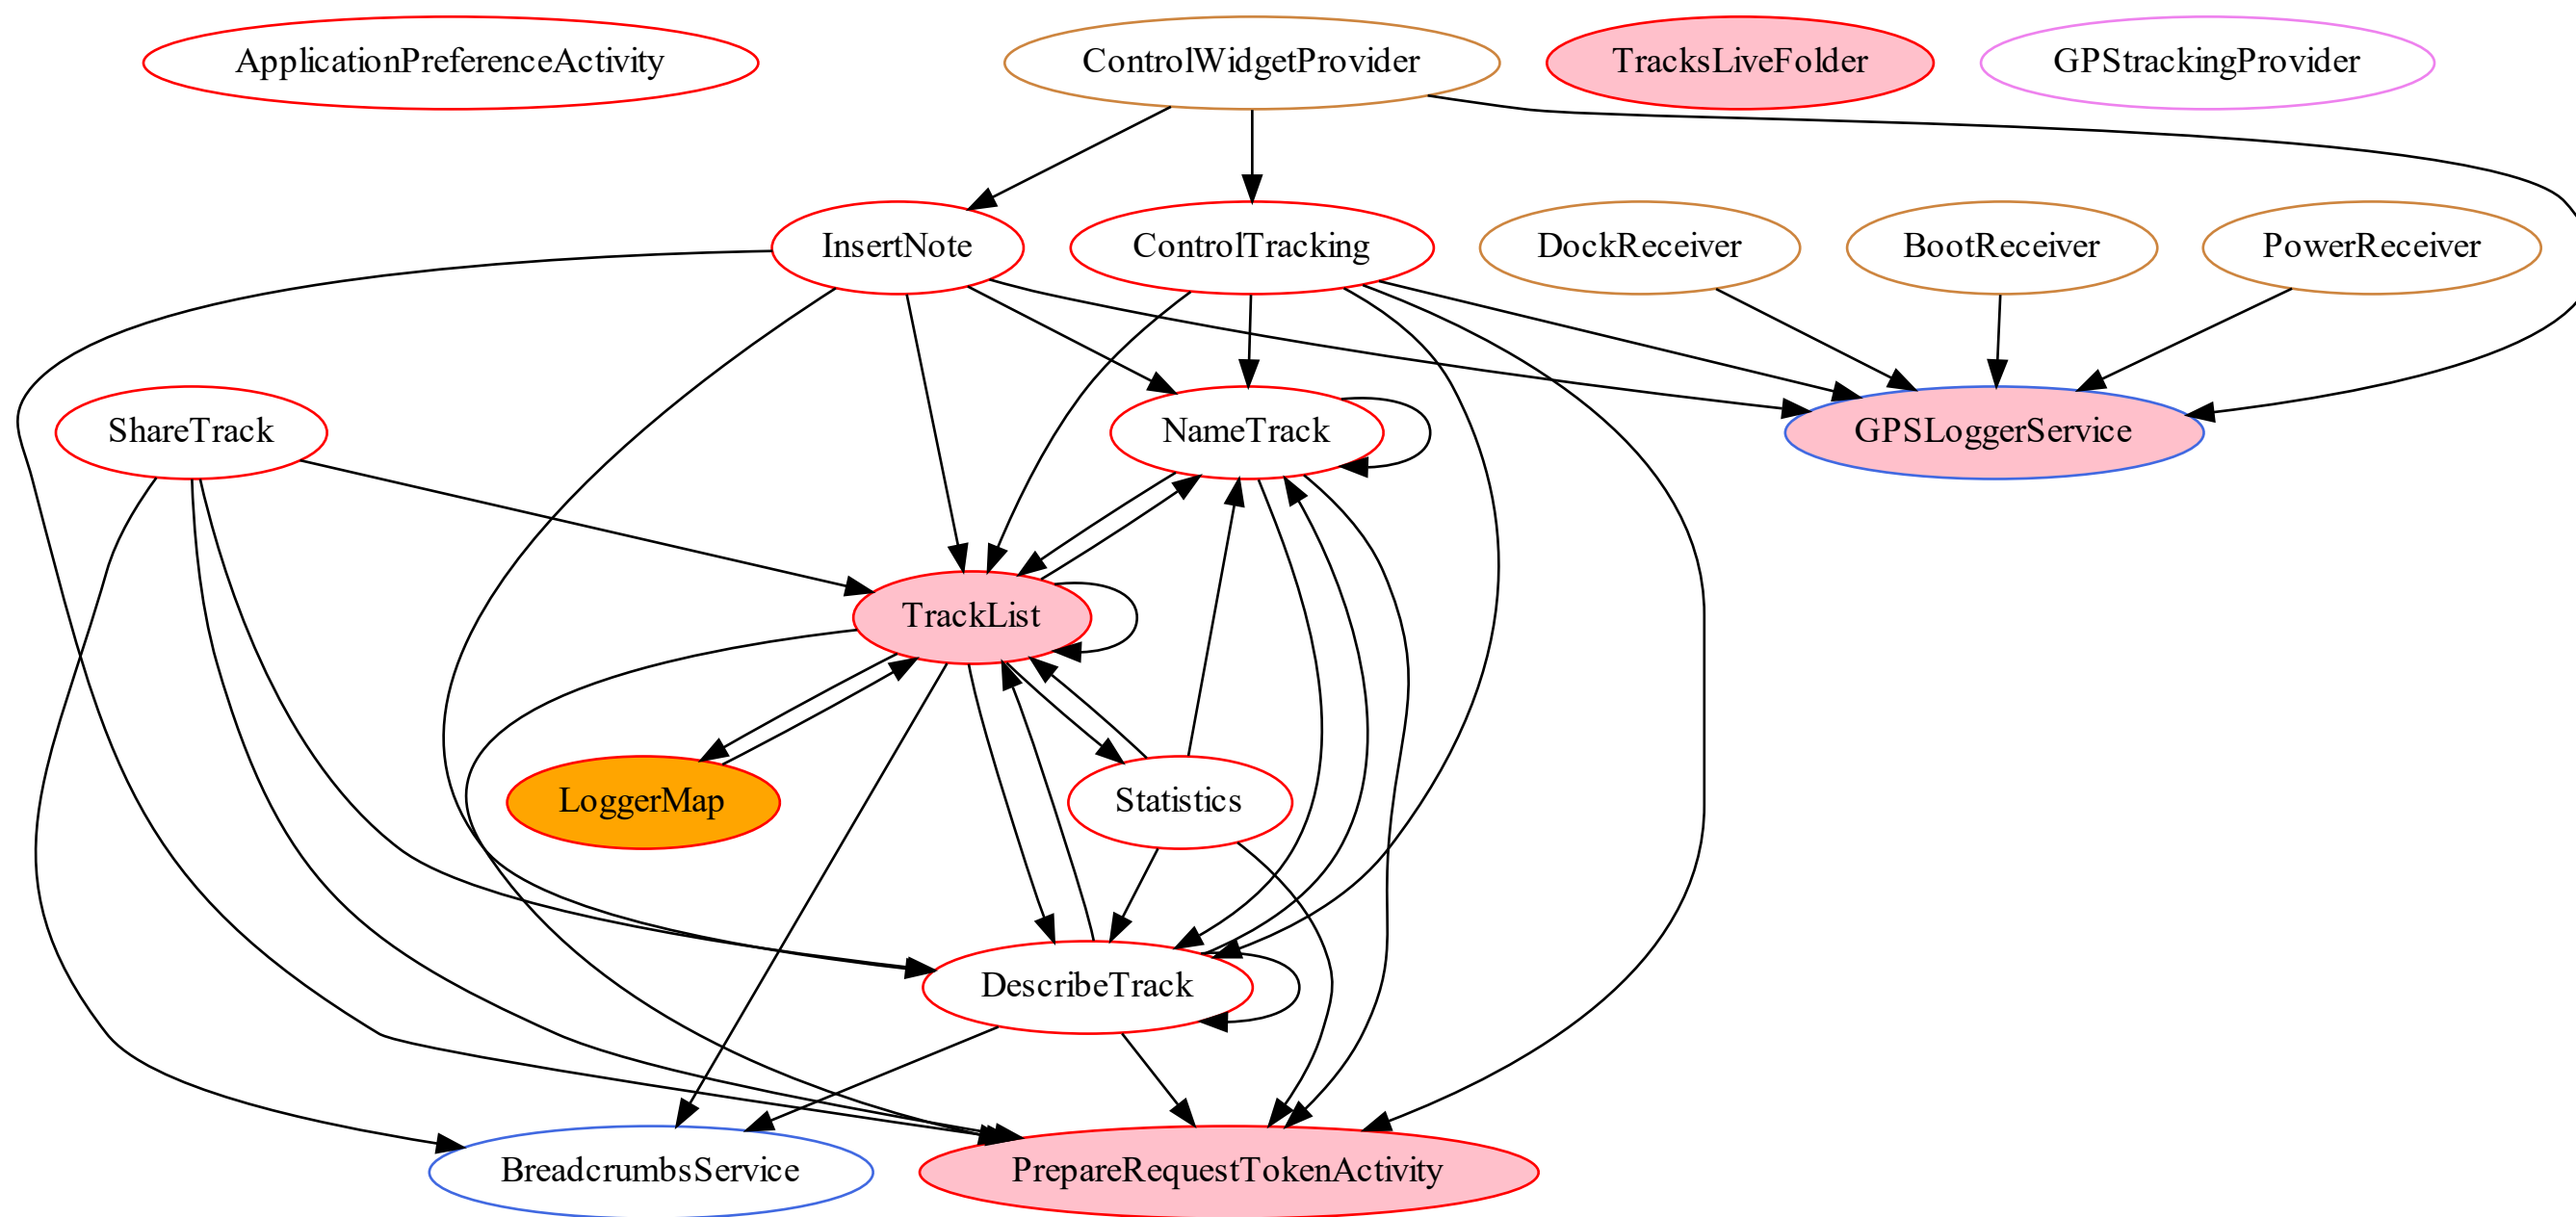 ApplicationPreferenceActivity
ControlWidgetProvider
TracksLiveFolder
GPStrackingProvider
InsertNote
ControlTracking
DockReceiver
BootReceiver
PowerReceiver
ShareTrack
NameTrack
GPSLoggerService
TrackList
LoggerMap
Statistics
DescribeTrack
BreadcrumbsService
PrepareRequestTokenActivity